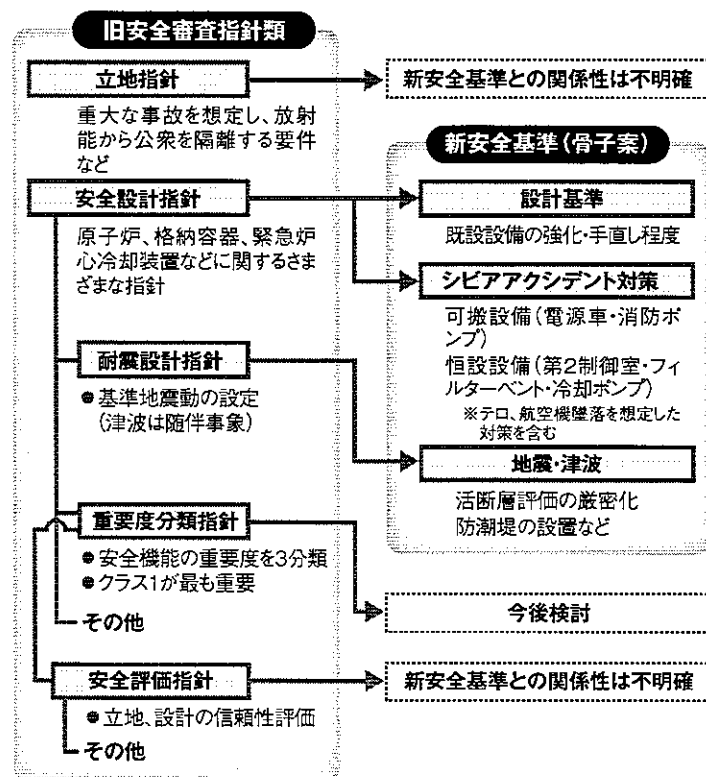 旧安全審査指針類
立地指針
新安全基準との関係性は不明確
重大な事故を想定し、放射
能から公衆を隔離する要件
など
新安全基準(骨子案)
安全設計指針
設計基準
原子炉、格納容器、緊急炉
心冷却装置などに関するさま
ざまな指針
既設設備の強化・手直し程度
シビアアクシデント対策
可搬設備(電源車・消防ポ
ンプ)
恒設設備(第2制御室・フィ
ルターベント・冷却ポンプ)
※テロ、航空機墜落を想定した
対策を含む
耐震設計指針
●基準地震動の設定
(津波は随伴事象)
地震・津波
活断層評価の厳密化
防潮堤の設置など
重要度分類指針
●安全機能の重要度を3分類
●クラス1が最も重要
今後検討
その他
安全評価指針
新安全基準との関係性は不明確
●立地、設計の信頼性評価
その他